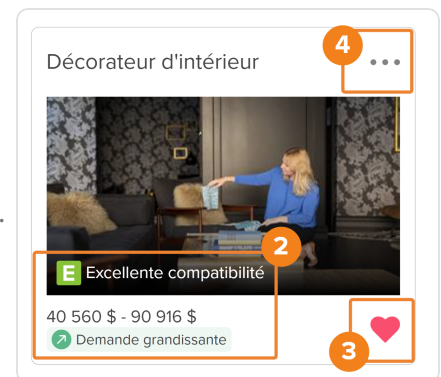 4
Décorateur d'intérieur
2
E Excellente compatibilité
40 560 $ - 90 916 $
Demande grandissante
3